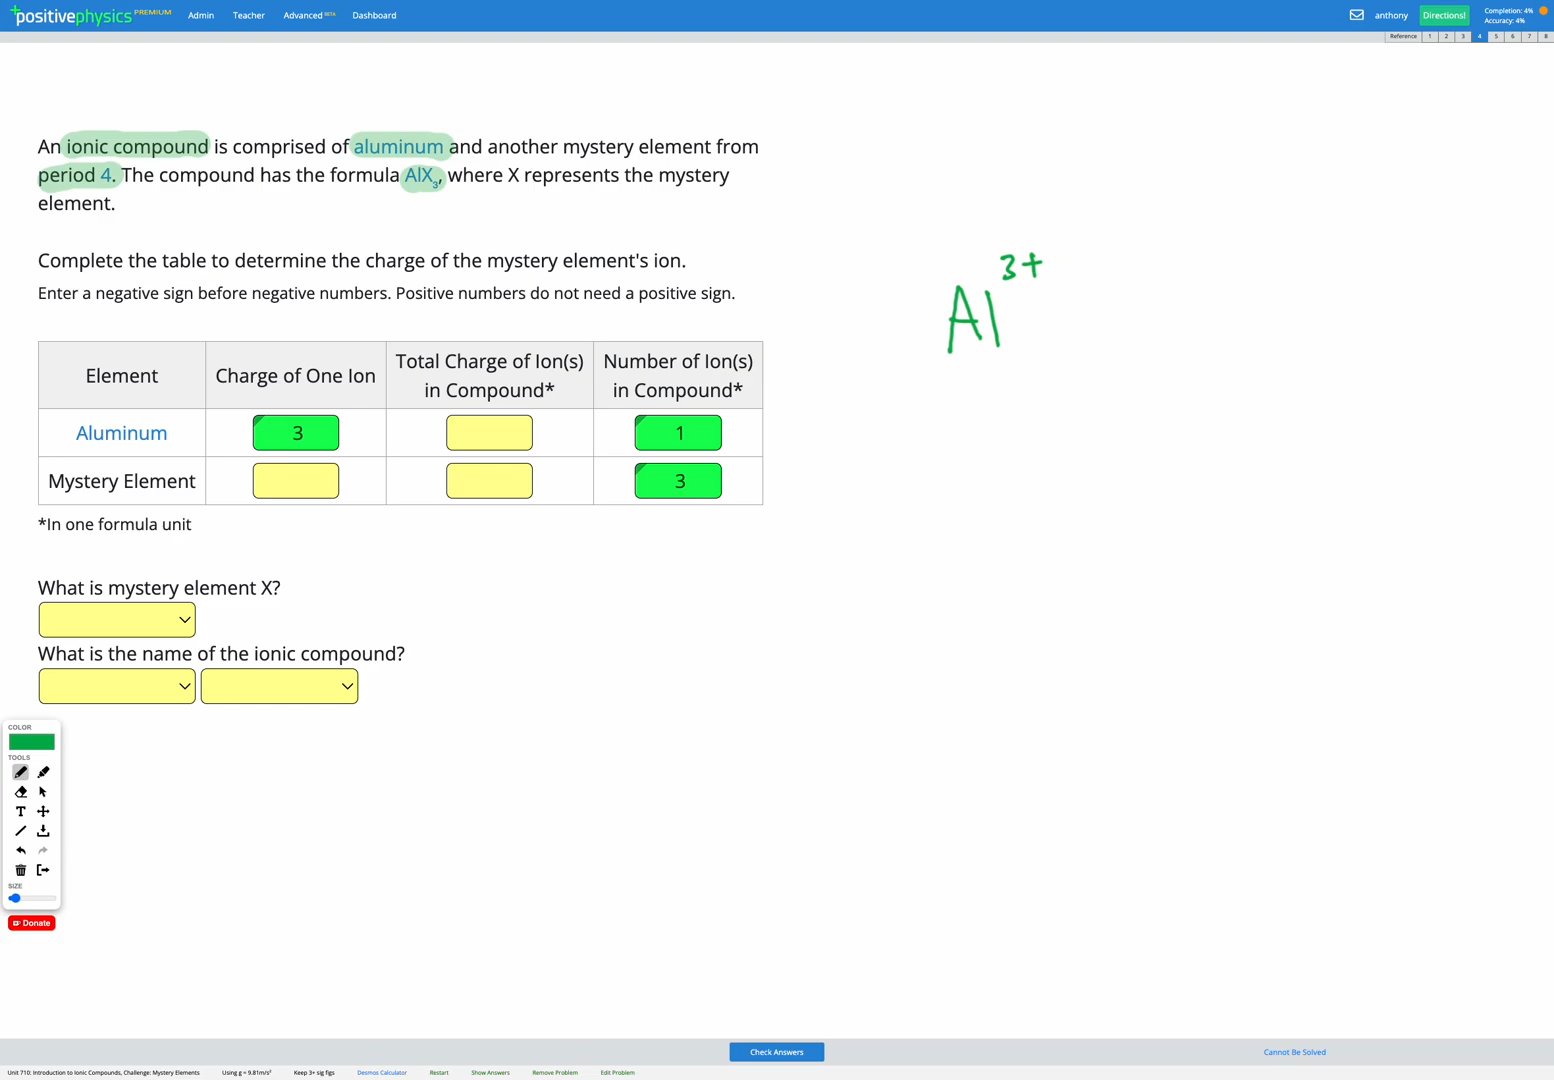 positivephysics PREMIUM Admin Teacher Advanced BETA Dashboard anthony Directions! Completion: 4%
Accuracy: 4%
Reference 1 2 3 4 5 6 7 8
An ionic compound is comprised of aluminum and another mystery element from
period 4. The compound has the formula AlX₃, where X represents the mystery
element.
Complete the table to determine the charge of the mystery element's ion.
Enter a negative sign before negative numbers. Positive numbers do not need a positive sign.
Al³⁺
Element Charge of One Ion Total Charge of Ion(s) in Compound* Number of Ion(s) in Compound*
Aluminum 3 1
Mystery Element 3
*In one formula unit
What is mystery element X?
What is the name of the ionic compound?
COLOR
TOOLS
T
SIZE
Donate
Check Answers Cannot Be Solved
Unit 710: Introduction to Ionic Compounds, Challenge: Mystery Elements Using g = 9.81m/s² Keep 3+ sig figs Desmos Calculator Restart Show Answers Remove Problem Edit Problem